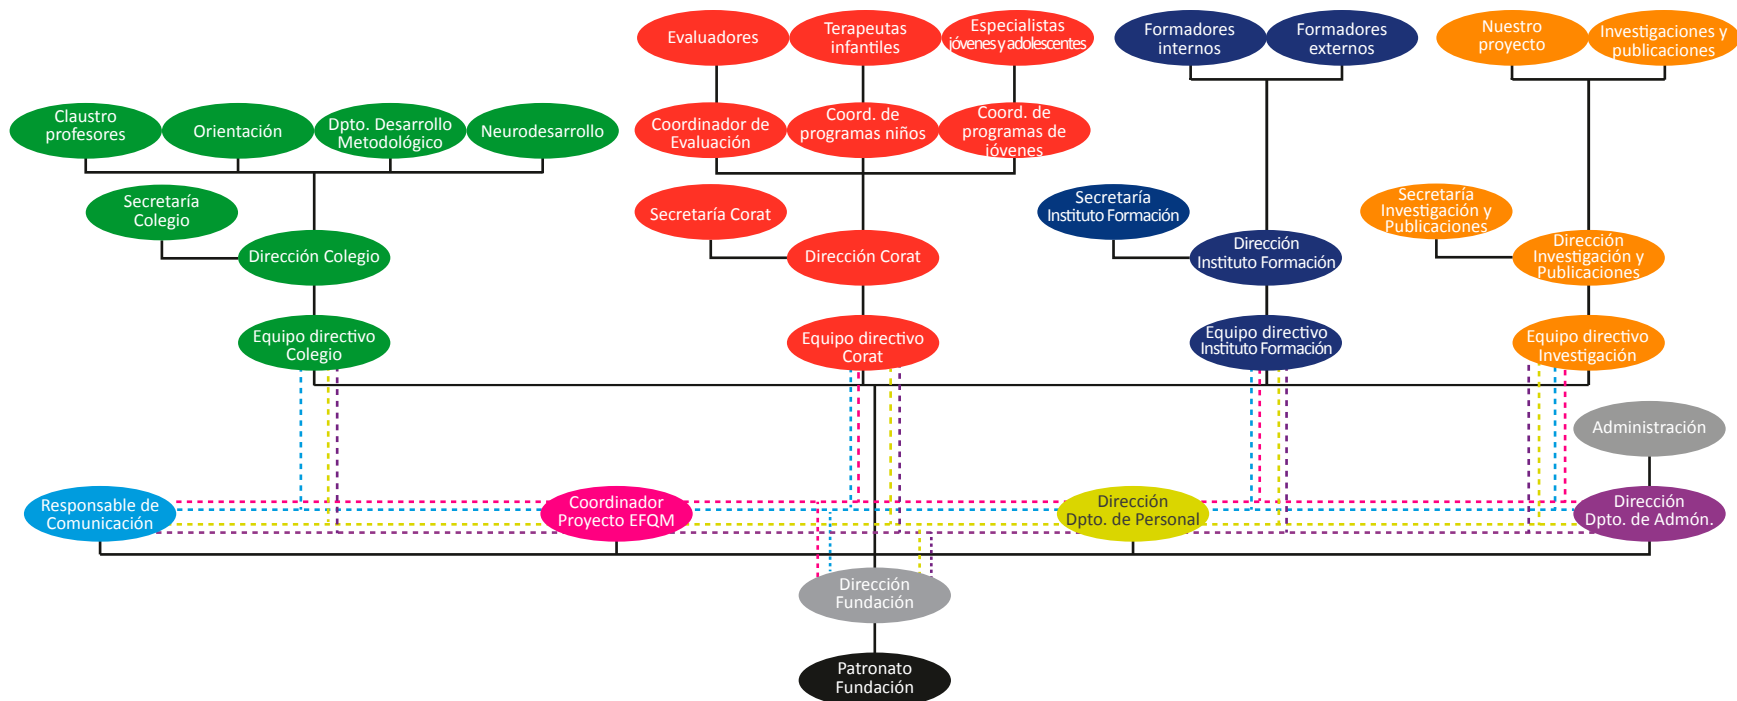 Evaluadores
Terapeutas
infantiles
Especialistas
jóvenes y adolescentes
Formadores
internos
Formadores
externos
Nuestro
proyecto
Investigaciones y
publicaciones
Claustro
profesores
Orientación
Dpto. Desarrollo
Metodológico
Neurodesarrollo
Coordinador de
Evaluación
Coord. de
programas niños
Coord. de
programas de
jóvenes
Secretaría
Colegio
Secretaría Corat
Secretaría
Instituto Formación
Secretaría
Investigación y
Publicaciones
Dirección Colegio
Dirección Corat
Dirección
Instituto Formación
Dirección
Investigación y
Publicaciones
Equipo directivo
Colegio
Equipo directivo
Corat
Equipo directivo
Instituto Formación
Equipo directivo
Investigación
Administración
Responsable de
Comunicación
Coordinador
Proyecto EFQM
Dirección
Dpto. de Personal
Dirección
Dpto. de Admón.
Dirección
Fundación
Patronato
Fundación